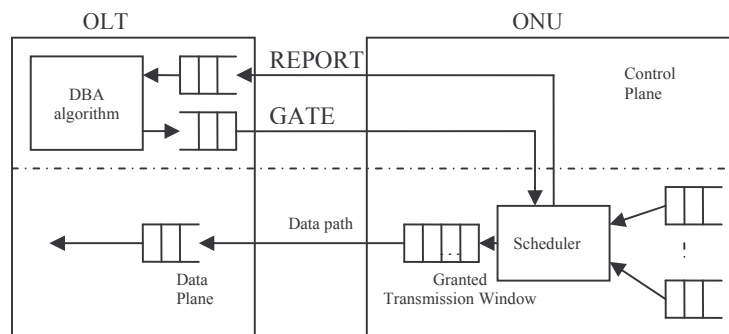 OLT
ONU
REPORT
DBA
algorithm
Control
Plane
GATE
Data path
Scheduler
...
Data
Plane
Granted
Transmission Window